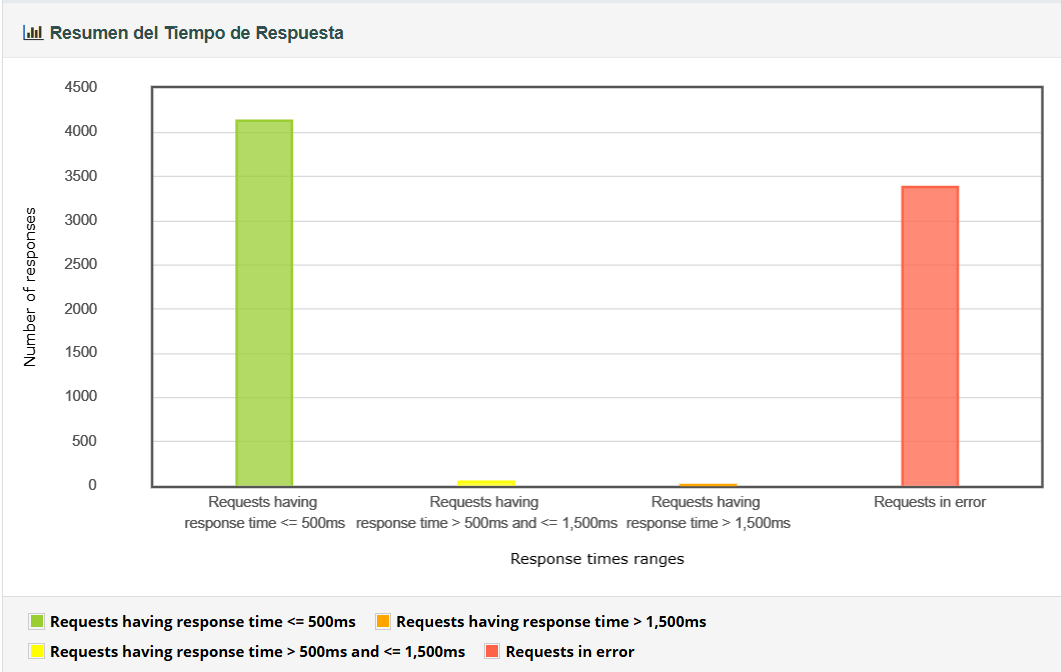 Resumen del Tiempo de Respuesta
4500
4000
3500
3000
2500
2000
1500
1000
500
0
Number of responses
Requests having
response time <= 500ms
Requests having
response time > 500ms and <= 1,500ms
Requests having
response time > 1,500ms
Requests in error
Response times ranges
Requests having response time <= 500ms
Requests having response time > 1,500ms
Requests having response time > 500ms and <= 1,500ms
Requests in error